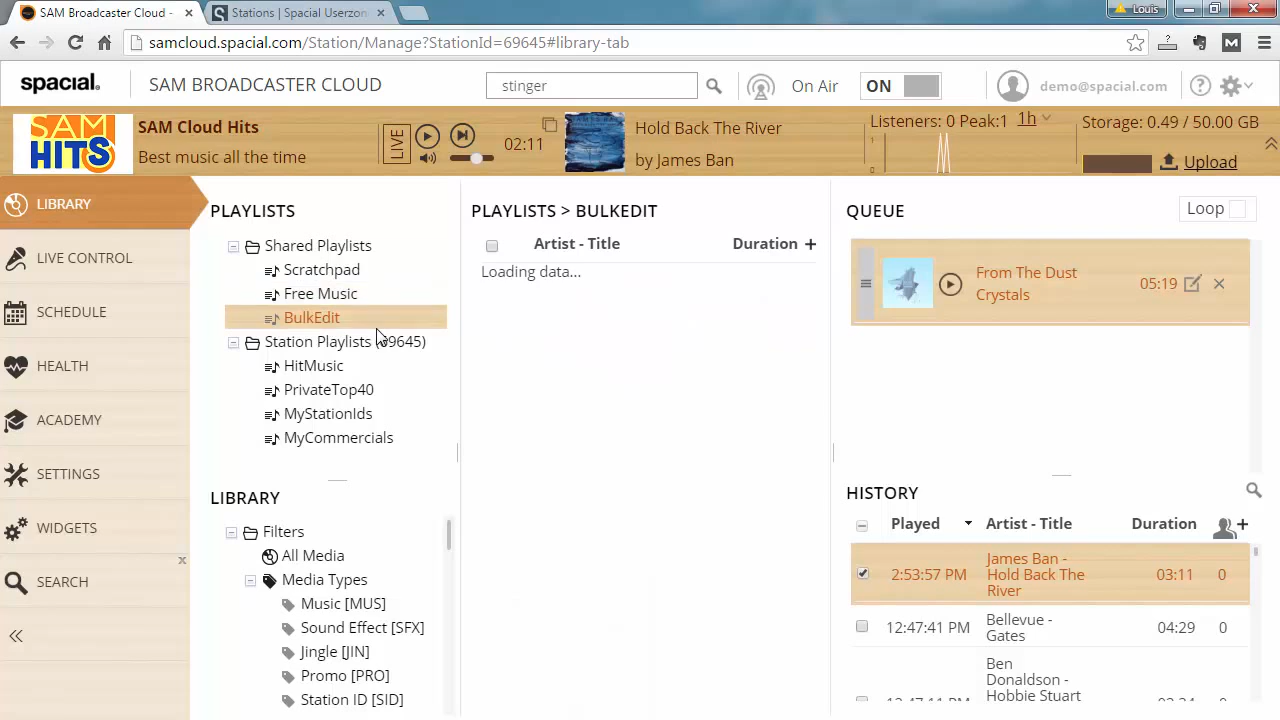 SAM Broadcaster Cloud -
Stations | Spacial Userzon
Louis
samcloud.spacial.com/Station/Manage?StationId=69645#library-tab
spacial.
SAM BROADCASTER CLOUD
stinger
On Air
ON
demo@spacial.com
SAM
HITS
SAM Cloud Hits
Best music all the time
LIVE
02:11
Hold Back The River
by James Ban
Listeners: 0 Peak:1
1h
1
0
Storage: 0.49 / 50.00 GB
Upload
LIBRARY
LIVE CONTROL
SCHEDULE
HEALTH
ACADEMY
SETTINGS
WIDGETS
x
SEARCH
PLAYLISTS
Shared Playlists
Scratchpad
Free Music
BulkEdit
Station Playlists 9645)
HitMusic
PrivateTop40
MyStationIds
MyCommercials
LIBRARY
Filters
All Media
Media Types
Music [MUS]
Sound Effect [SFX]
Jingle [JIN]
Promo [PRO]
Station ID [SID]
PLAYLISTS > BULKEDIT
Artist - Title
Duration +
Loading data...
QUEUE
Loop
From The Dust
Crystals
05:19
HISTORY
Played
Artist - Title
Duration
+
2:53:57 PM
James Ban -
Hold Back The
River
03:11
0
12:47:41 PM
Bellevue -
Gates
04:29
0
Ben
Donaldson -
Hobbie Stuart